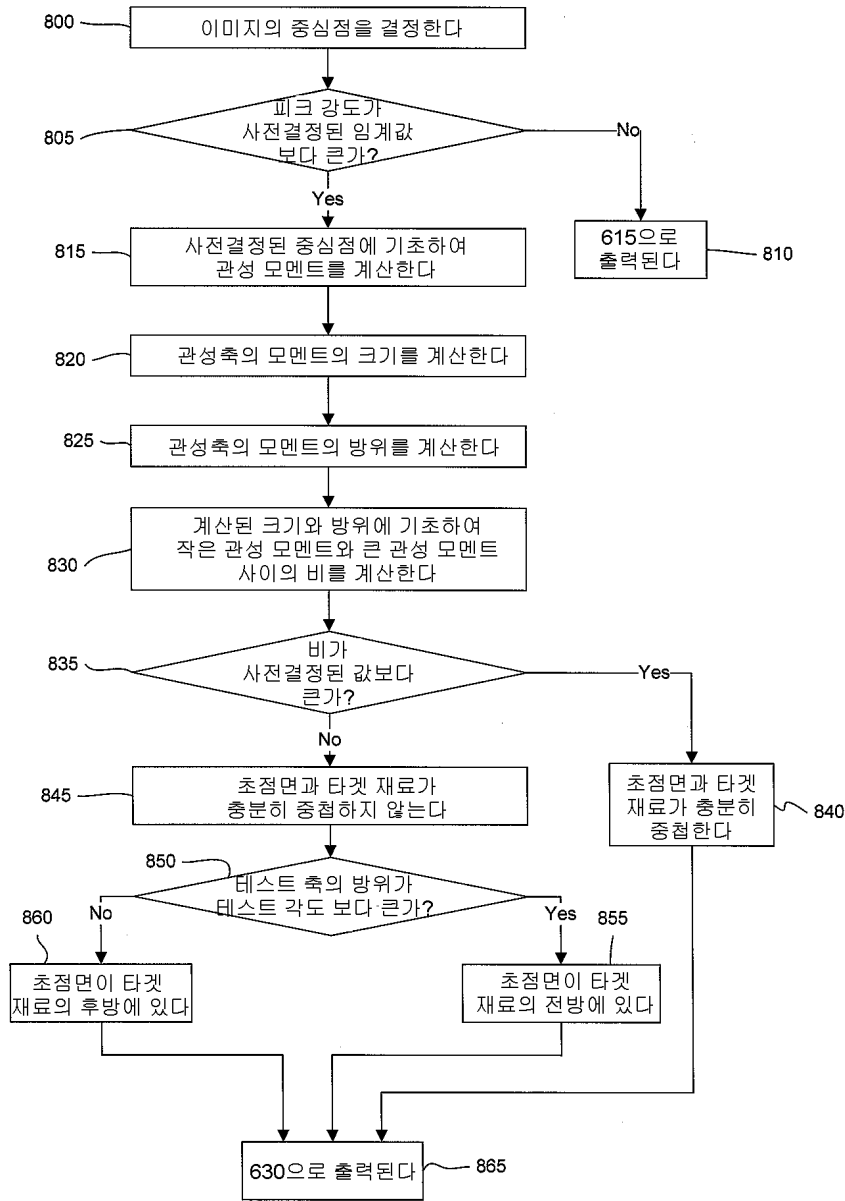 800
이미지의 중심점을 결정한다
805
피크 강도가
사전결정된 임계값
보다 큰가?
No
Yes
615으로
출력된다
810
815
사전결정된 중심점에 기초하여
관성 모멘트를 계산한다
820
관성축의 모멘트의 크기를 계산한다
825
관성축의 모멘트의 방위를 계산한다
830
계산된 크기와 방위에 기초하여
작은 관성 모멘트와 큰 관성 모멘트
사이의 비를 계산한다
835
비가
사전결정된 값보다
큰가?
Yes
No
845
초점면과 타겟 재료가
충분히 중첩하지 않는다
초점면과 타겟
재료가 충분히
중첩한다
840
850
테스트 축의 방위가
테스트 각도 보다 큰가?
No
Yes
860
초점면이 타겟
재료의 후방에 있다
855
초점면이 타겟
재료의 전방에 있다
630으로 출력된다
865